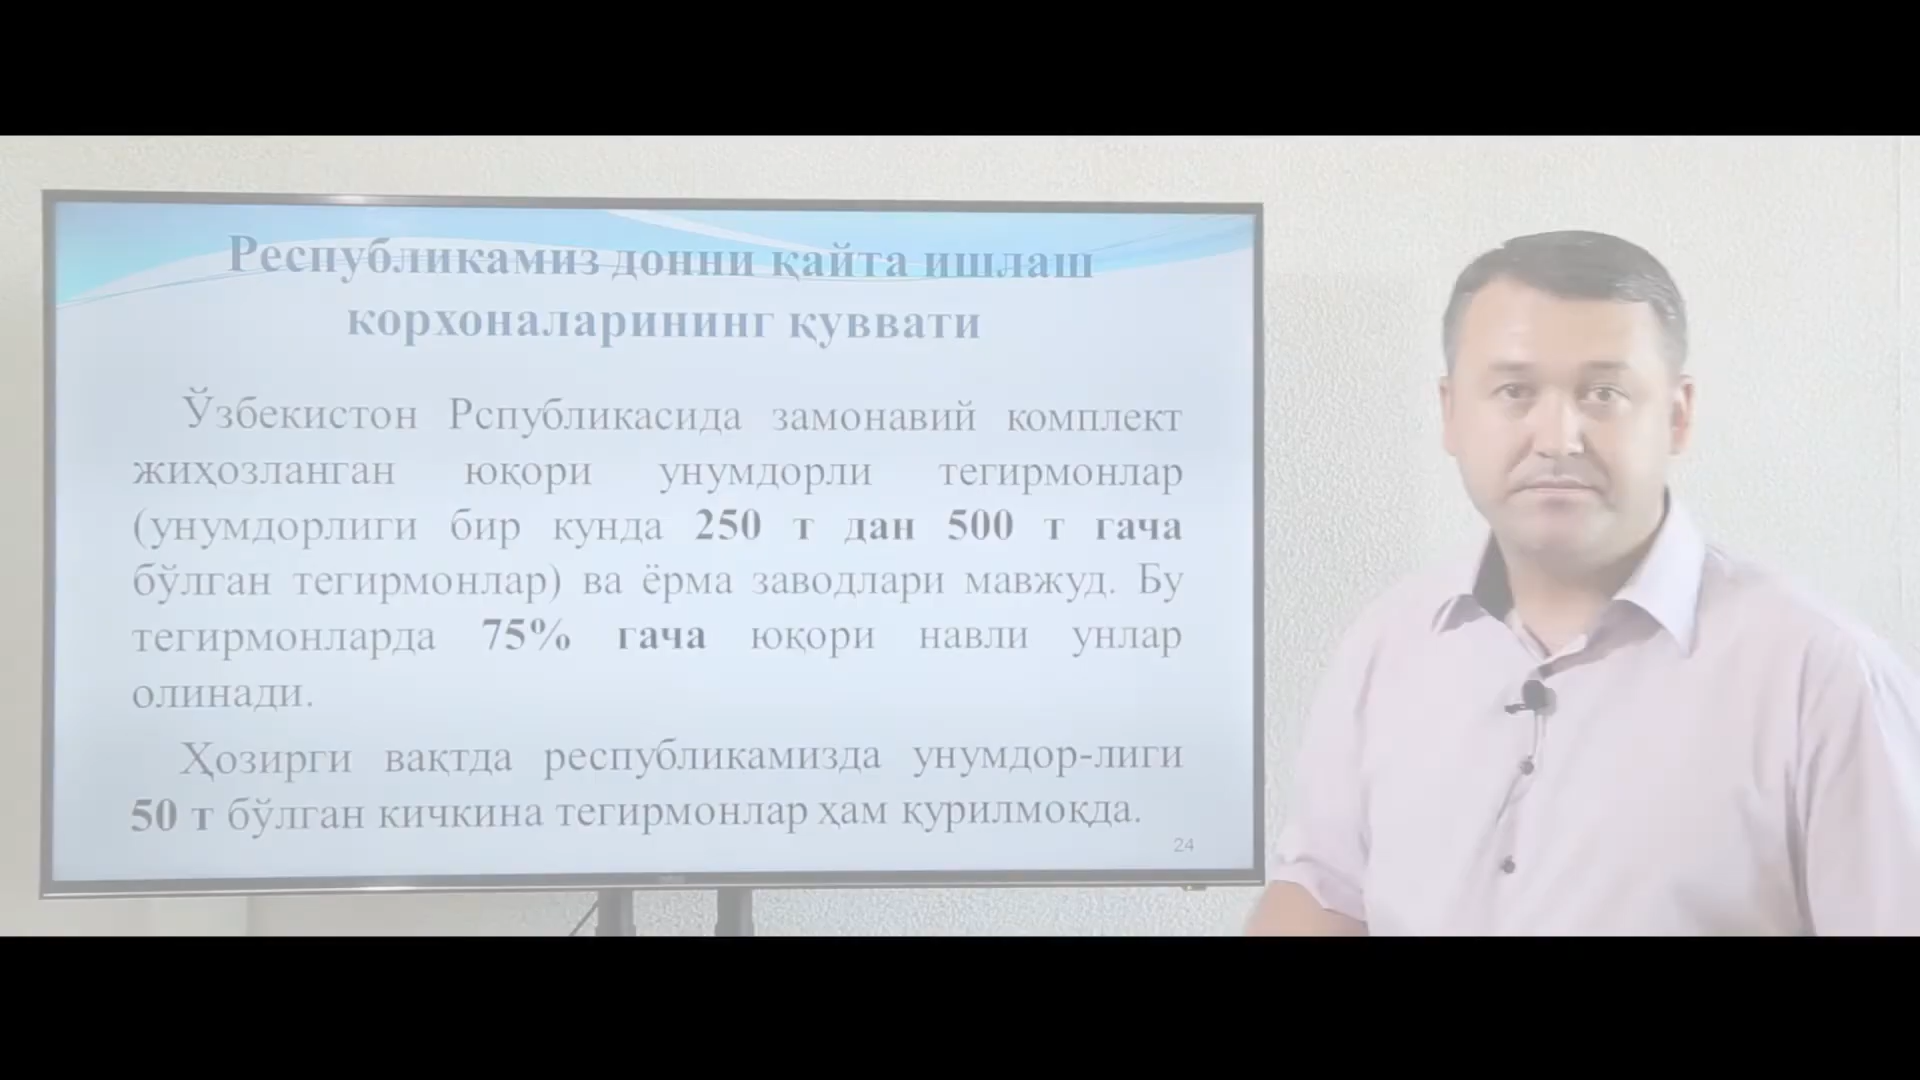 Республикамиз донни қайта ишлаш
корхоналарининг қуввати
Ўзбекистон Рспубликасида замонавий комплект
жиҳозланган юқори унумдорли тегирмонлар
(унумдорлиги бир кунда 250 т дан 500 т гача
бўлган тегирмонлар) ва ёрма заводлари мавжуд. Бу
тегирмонларда 75% гача юқори навли унлар
олинади.
Ҳозирги вақтда республикамизда унумдор-лиги
50 т бўлган кичкина тегирмонлар ҳам қурилмоқда.
24